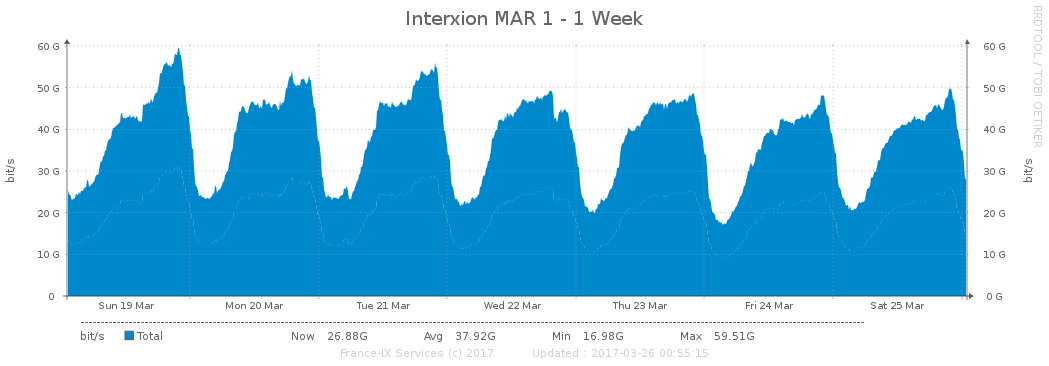 Interxion MAR 1 - 1 Week
RRDTOOL / TOBI OETIKER
bit/s
bit/s
60 G 60 G
50 G 50 G
40 G 40 G
30 G 30 G
20 G 20 G
10 G 10 G
0 0 G
Sun 19 Mar Mon 20 Mar Tue 21 Mar Wed 22 Mar Thu 23 Mar Fri 24 Mar Sat 25 Mar
bit/s Total Now 26.88G Avg 37.92G Min 16.98G Max 59.51G
France-IX Services (c) 2017 Updated : 2017-03-26 00:55:15